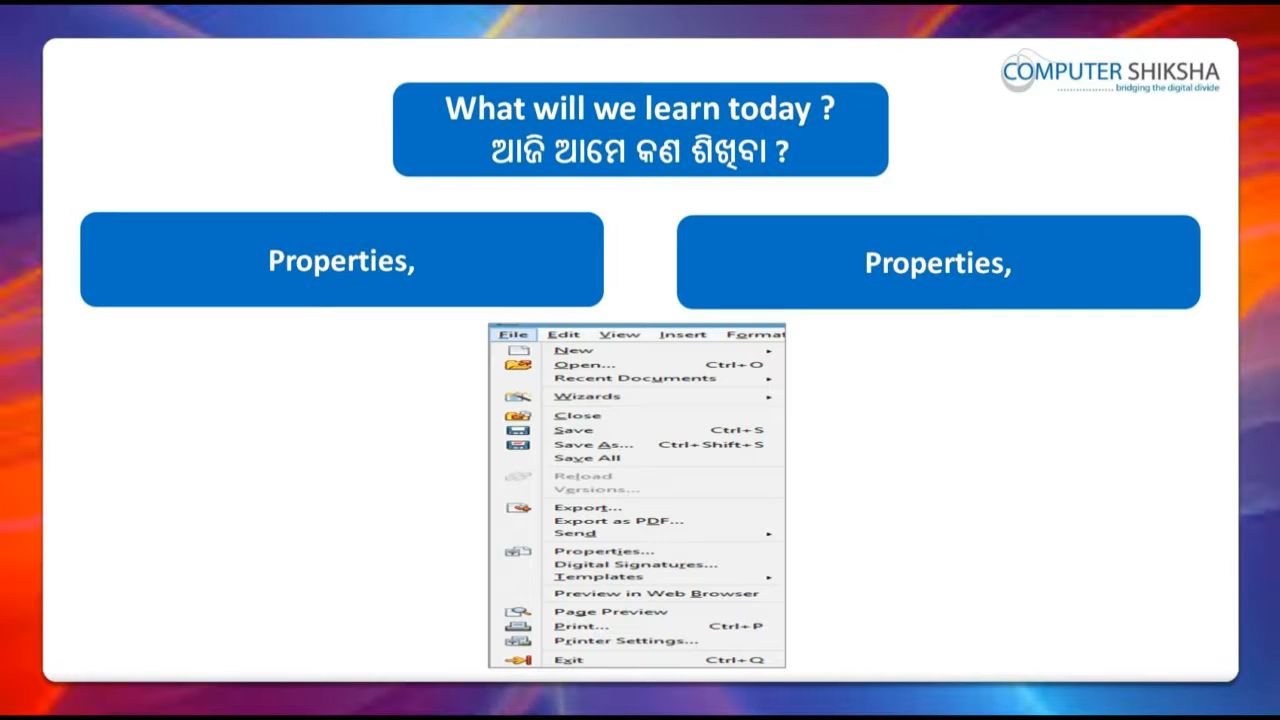 COMPUTER SHIKSHA
bridging the digital divide
What will we learn today ?
ଆଜି ଆମେ କଣ ଶିଖିବା ?
Properties,
Properties,
File Edit View Insert Format
New
Open... Ctrl+O
Recent Documents
Wizards
Close
Save Ctrl+S
Save As... Ctrl+Shift+S
Save All
Reload
Versions...
Export...
Export as PDF...
Send
Properties...
Digital Signatures...
Templates
Preview in Web Browser
Page Preview
Print... Ctrl+P
Printer Settings...
Exit Ctrl+Q